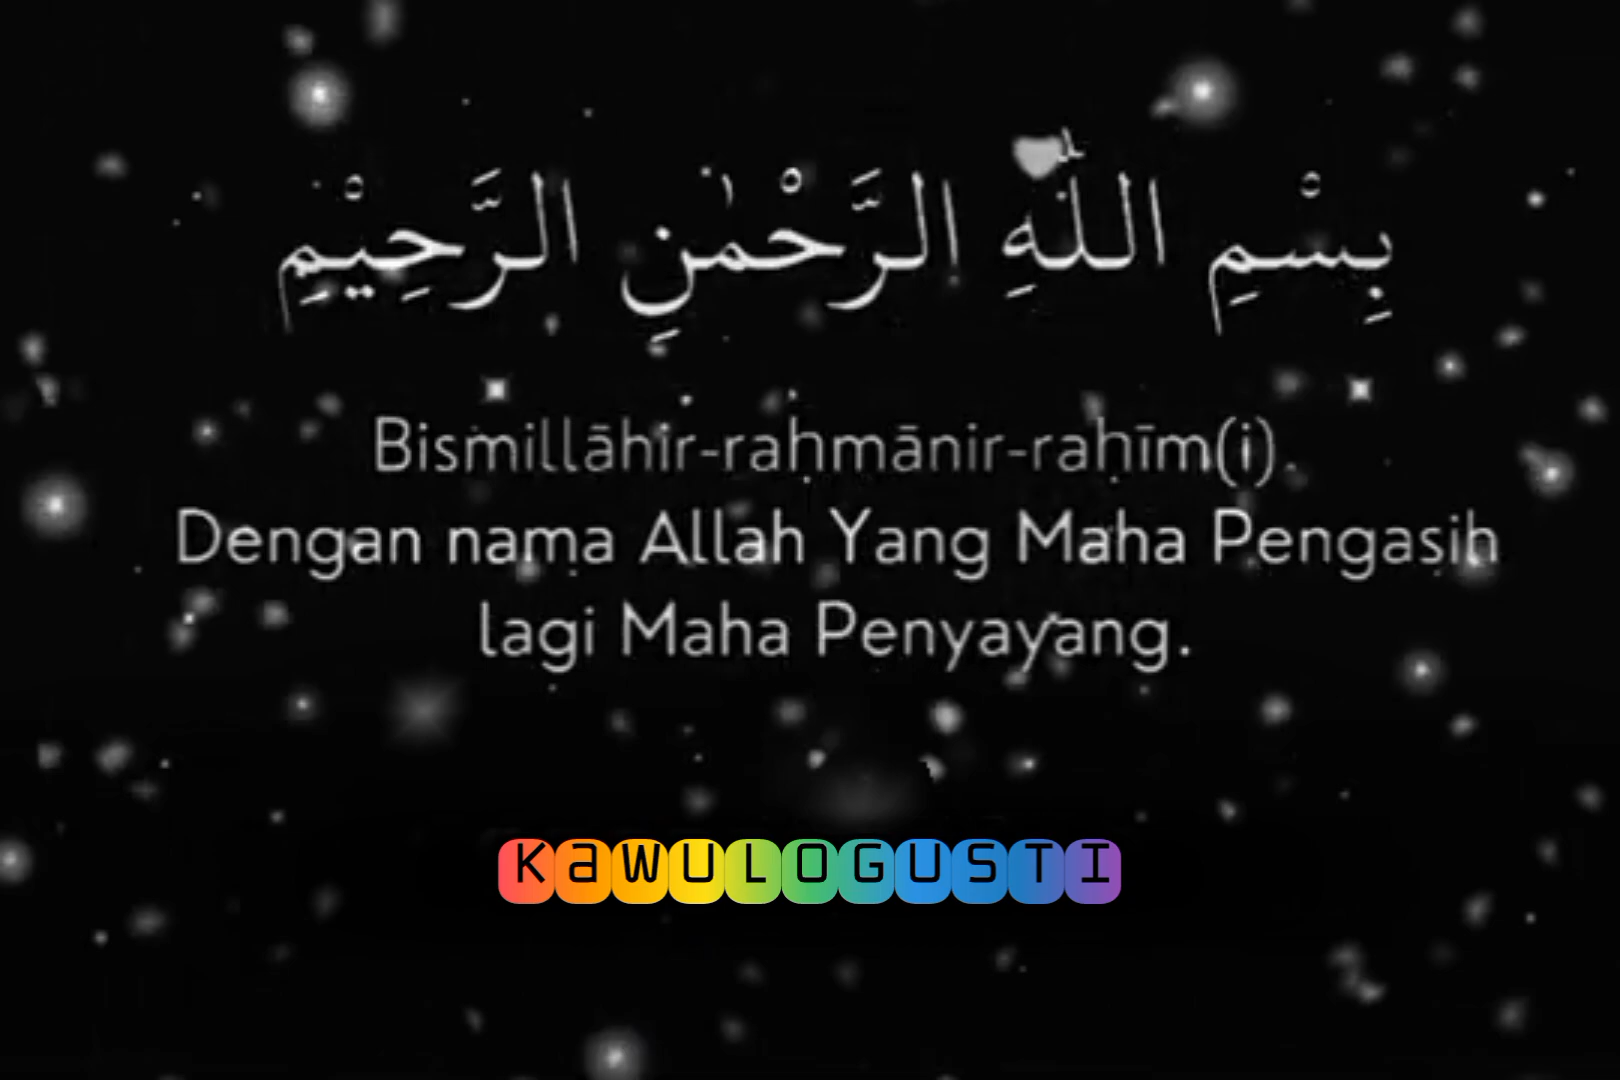 بِسْمِ اللّٰهِ الرَّحْمٰنِ الرَّحِيْمِ
Bismillāhir-raḥmānir-raḥīm(i).
Dengan nama Allah Yang Maha Pengasih
lagi Maha Penyayang.
KaWULOGUSTI